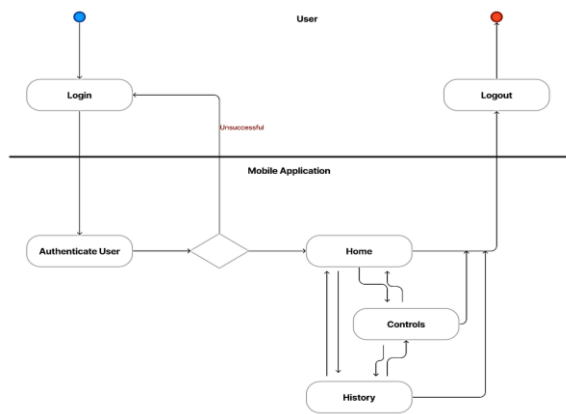 User
Login
Logout
Unsuccessful
Mobile Application
Authenticate User
Home
Controls
History